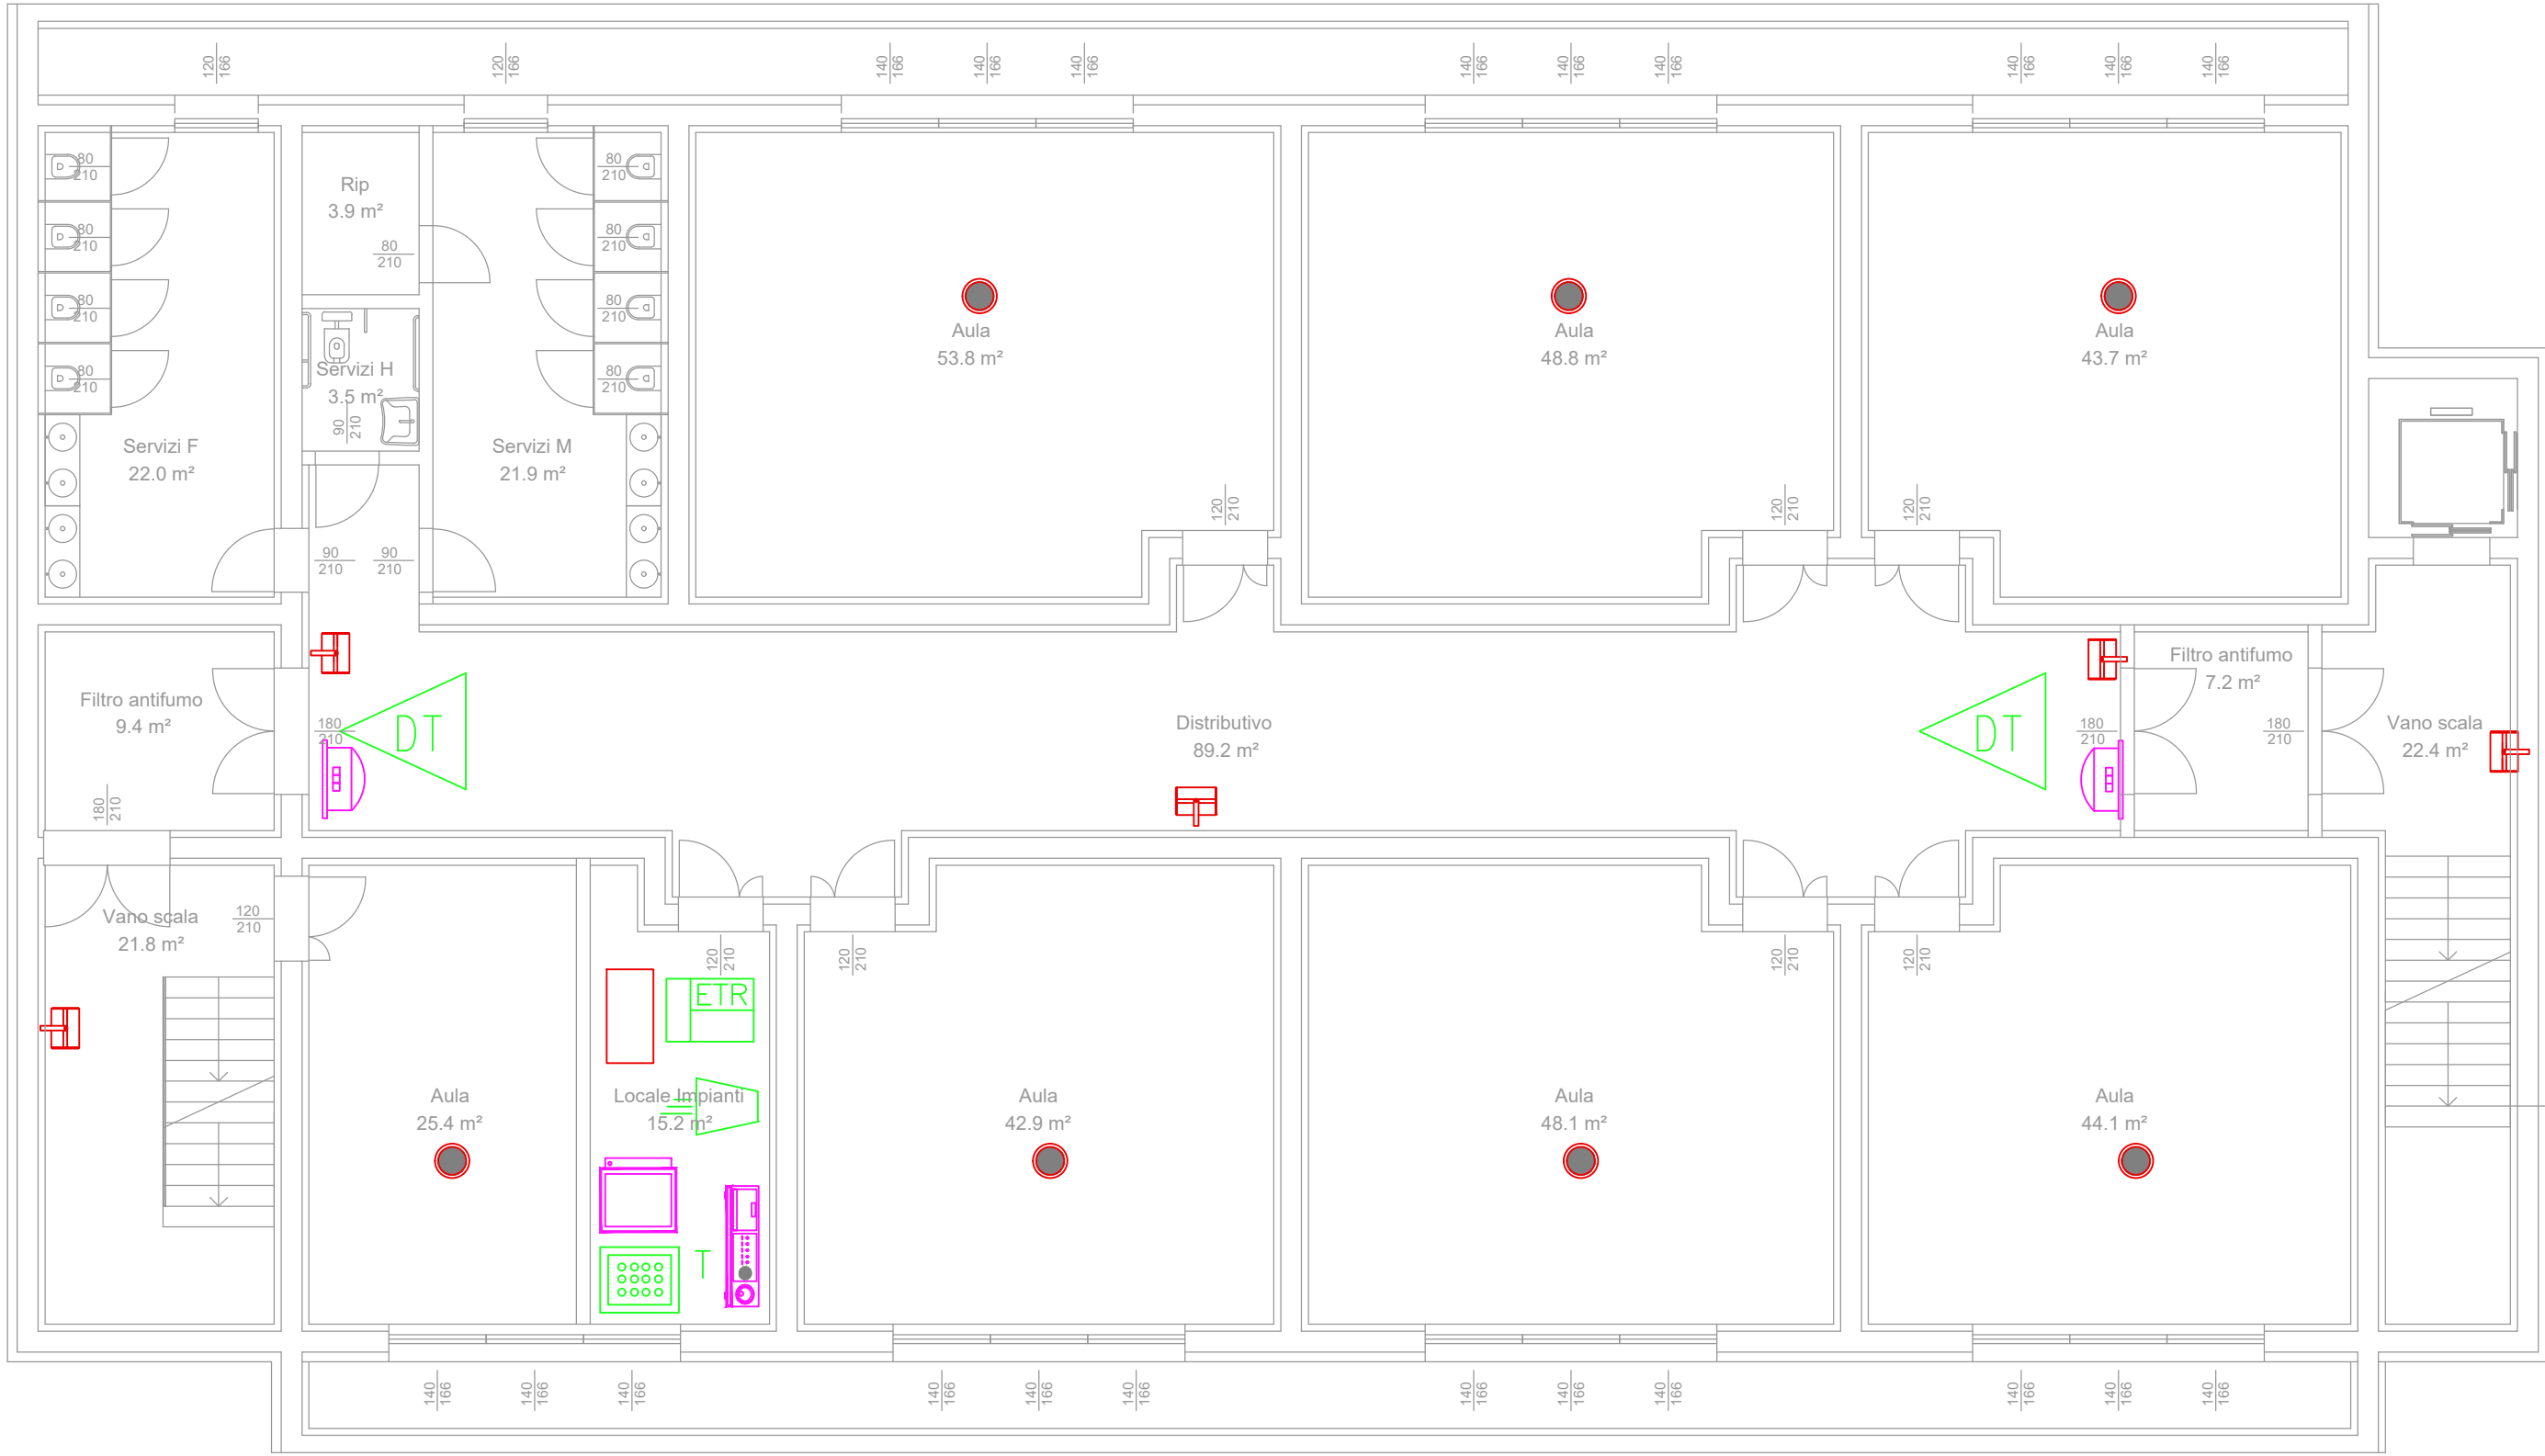 120
166
120
166
140
166
140
166
140
166
140
166
140
166
140
166
140
166
140
166
140
166
80
210
80
210
80
210
80
210
Rip
3.9 m²
80
210
Servizi H
3.5 m²
90
210
80
210
80
210
80
210
80
210
Servizi F
22.0 m²
Servizi M
21.9 m²
90
210
90
210
Aula
53.8 m²
120
210
Aula
48.8 m²
120
210
Aula
43.7 m²
120
210
Filtro antifumo
9.4 m²
180
210
180
210
DT
Distributivo
89.2 m²
DT
180
210
Filtro antifumo
7.2 m²
180
210
Vano scala
22.4 m²
Vano scala
21.8 m²
120
210
Aula
25.4 m²
120
210
ETR
Locale Impianti
15.2 m²
T
120
210
Aula
42.9 m²
120
210
Aula
48.1 m²
120
210
Aula
44.1 m²
140
166
140
166
140
166
140
166
140
166
140
166
140
166
140
166
140
166
140
166
140
166
140
166